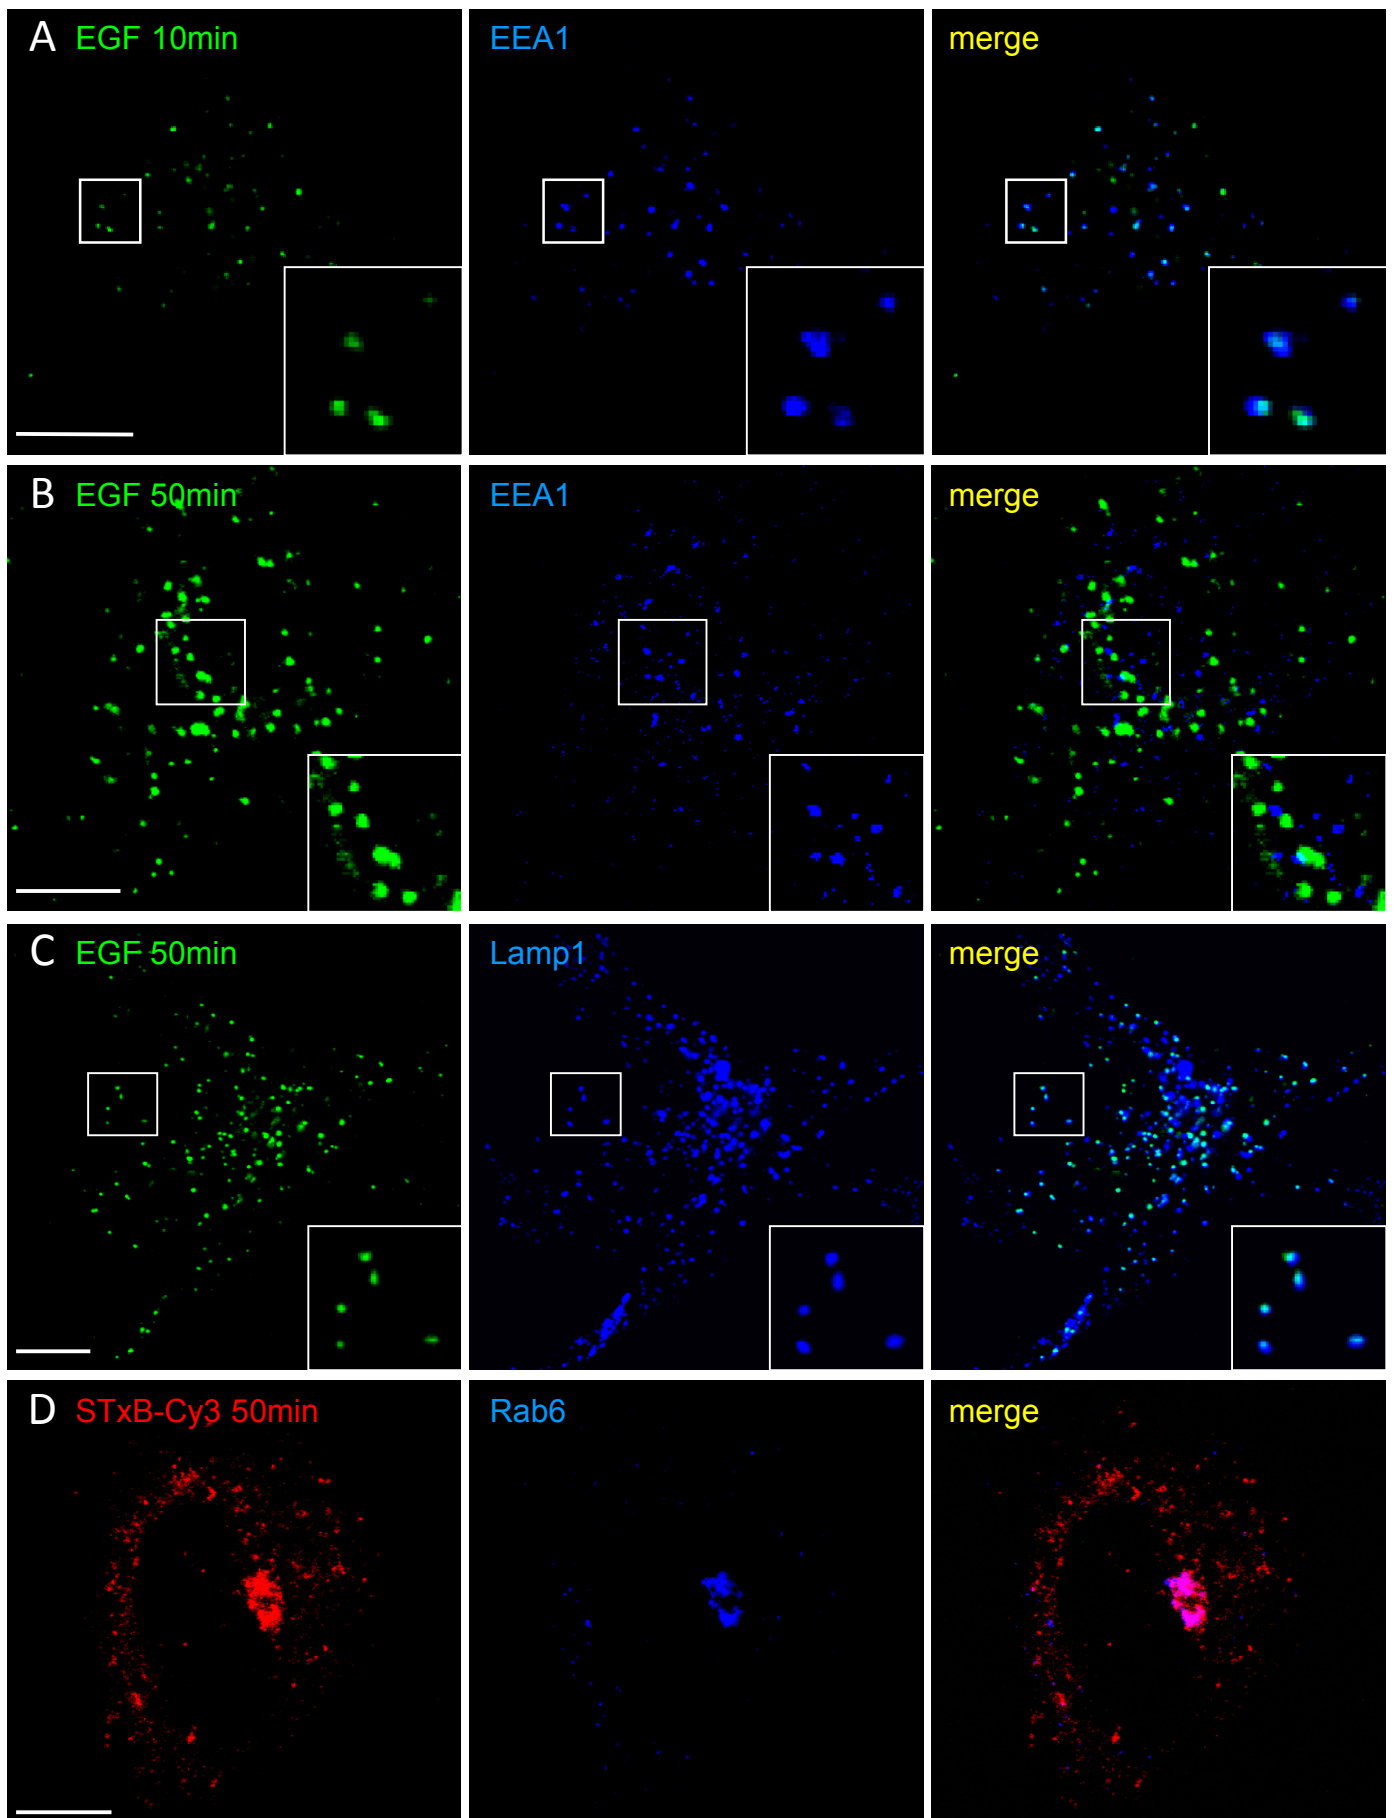 A EGF 10min EEA1 merge
B EGF 50min EEA1 merge
C EGF 50min Lamp1 merge
D STxB-Cy3 50min Rab6 merge